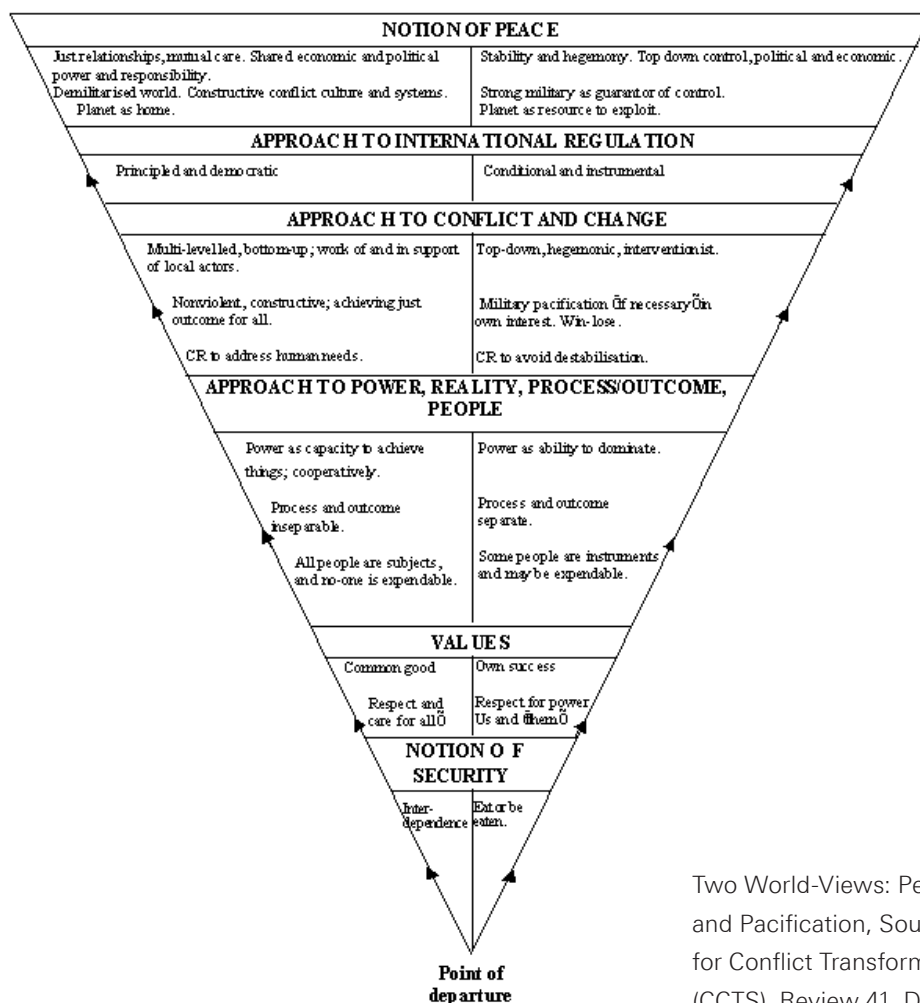 NOTION OF PEACE
Just relationships, mutual care. Shared economic and political
power and responsibility.
Demilitarised world. Constructive conflict culture and systems.
Planet as home.
Stability and hegemony. Top down control, political and economic.
Strong military as guarantor of control.
Planet as resource to exploit.
APPROACH TO INTERNATIONAL REGULATION
Principled and democratic
Conditional and instrumental
APPROACH TO CONFLICT AND CHANGE
Multi-levelled, bottom-up; work of and in support
of local actors.
Nonviolent, constructive; achieving just
outcome for all.
CR to address human needs.
Top-down, hegemonic, interventionist.
Military pacification Ôif necessaryÕ in
own interest. Win-lose.
CR to avoid destabilisation.
APPROACH TO POWER, REALITY, PROCESS/OUTCOME,
PEOPLE
Power as capacity to achieve
things; cooperatively.
Process and outcome
inseparable.
All people are subjects,
and no-one is expendable.
Power as ability to dominate.
Process and outcome
separate.
Some people are instruments
and may be expendable.
VALUES
Common good
Respect and
care for allÕ
Own success
Respect for power
Us and ÔthemÕ
NOTION OF
SECURITY
Inter-
dependence
Eat or be
eaten.
Point of
departure
Two World-Views: Pe
and Pacification, Sou
for Conflict Transform
(CCTS), Review 41, D